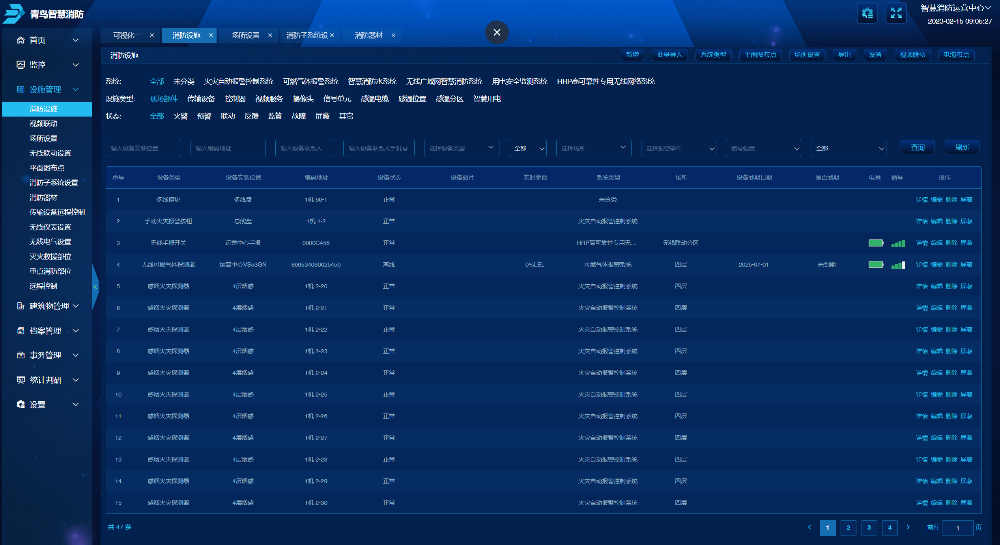 青鸟智慧消防
智慧消防运营中心
2023-02-15 09:05:27
首页
监控
设施管理
消防设施
视频联动
场所设置
无线联动设置
平面图布点
消防子系统设置
消防器材
传输设备远程控制
无线仪表设置
无线电气设置
灭火救援部位
重点消防部位
远程控制
建筑物管理
档案管理
事务管理
统计判研
设置
可视化一 消防设施 场所设置 消防子系统设 消防器材
消防设施 新增 批量导入 系统类型 平面图布点 场所设置 导出 设置 视频联动 电缆布点
系统: 全部 未分类 火灾自动报警控制系统 可燃气体报警系统 智慧消防水系统 无线广域网智慧消防系统 用电安全监测系统 HRP高可靠性专用无线网络系统
设施类型: 现场部件 传输设备 控制器 视频服务 摄像头 信号单元 感温电缆 感温位置 感温分区 智慧用电
状态: 全部 火警 预警 联动 反馈 监管 故障 屏蔽 其它
输入设备安装位置 输入编码地址 输入设备联系人 输入设备联系人手机号 选择设备类型 全部 选择场所 选择报警事件 信号强度 全部 查询 刷新
序号 设备类型 设备安装位置 编码地址 设备状态 设备图片 实时参数 系统类型 场所 设备到期日期 是否到期 电量 信号 操作
1 多线模块 多线盘 1机 66-1 正常 未分类 详情 编辑 删除 屏蔽
2 手动火灾报警按钮 总线盘 1机 1-2 正常 火灾自动报警控制系统 详情 编辑 删除 屏蔽
3 无线手报开关 运营中心手报 0000C456 正常 HRP高可靠性专用无... 无线联动分区 详情 编辑 删除 屏蔽
4 无线可燃气体探测器 运营中心VS53GN 866534060025450 离线 0%LEL 可燃气体报警系统 四层 2025-07-01 未到期 详情 编辑 删除 屏蔽
5 感烟火灾探测器 4层烟感 1机 2-20 正常 火灾自动报警控制系统 四层 详情 编辑 删除 屏蔽
6 感烟火灾探测器 4层烟感 1机 2-21 正常 火灾自动报警控制系统 四层 详情 编辑 删除 屏蔽
7 感烟火灾探测器 4层烟感 1机 2-22 正常 火灾自动报警控制系统 四层 详情 编辑 删除 屏蔽
8 感烟火灾探测器 4层烟感 1机 2-23 正常 火灾自动报警控制系统 四层 详情 编辑 删除 屏蔽
9 感烟火灾探测器 4层烟感 1机 2-24 正常 火灾自动报警控制系统 四层 详情 编辑 删除 屏蔽
10 感烟火灾探测器 4层烟感 1机 2-25 正常 火灾自动报警控制系统 四层 详情 编辑 删除 屏蔽
11 感烟火灾探测器 4层烟感 1机 2-26 正常 火灾自动报警控制系统 四层 详情 编辑 删除 屏蔽
12 感烟火灾探测器 4层烟感 1机 2-27 正常 火灾自动报警控制系统 四层 详情 编辑 删除 屏蔽
13 感烟火灾探测器 4层烟感 1机 2-28 正常 火灾自动报警控制系统 四层 详情 编辑 删除 屏蔽
14 感烟火灾探测器 4层烟感 1机 2-29 正常 火灾自动报警控制系统 四层 详情 编辑 删除 屏蔽
15 感烟火灾探测器 4层烟感 1机 2-30 正常 火灾自动报警控制系统 四层 详情 编辑 删除 屏蔽
共 47 条 1 2 3 4 前往 1 页